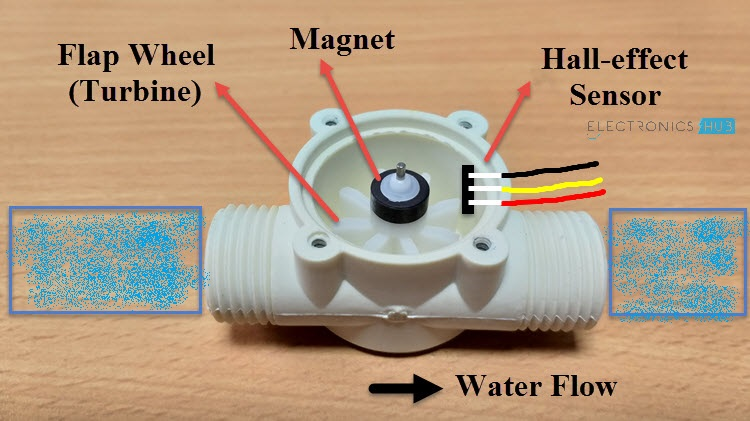 Magnet
Flap Wheel
(Turbine)
Hall-effect
Sensor
ELECTRONICS HUB
Water Flow